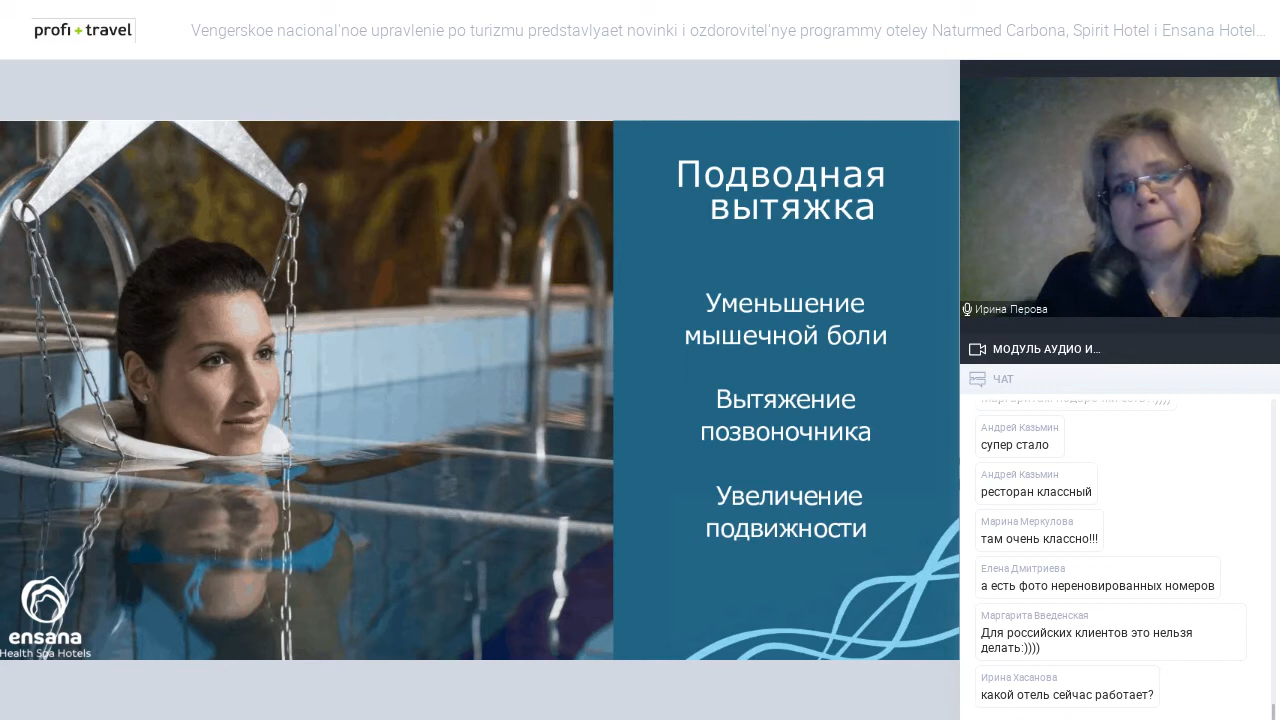 profi + travel
Vengerskoe nacional'noe upravlenie po turizmu predstavlyaet novinki i ozdorovitel'nye programmy oteley Naturmed Carbona, Spirit Hotel i Ensana Hotel...
Подводная
вытяжка
Уменьшение
мышечной боли
Вытяжение
позвоночника
Увеличение
подвижности
ensana
Health Spa Hotels
Ирина Перова
МОДУЛЬ АУДИО И...
ЧАТ
Андрей Казьмин
супер стало
Андрей Казьмин
ресторан классный
Марина Меркулова
там очень классно!!!
Елена Дмитриева
а есть фото нереновированных номеров
Маргарита Введенская
Для российских клиентов это нельзя
делать:))))
Ирина Хасанова
какой отель сейчас работает?